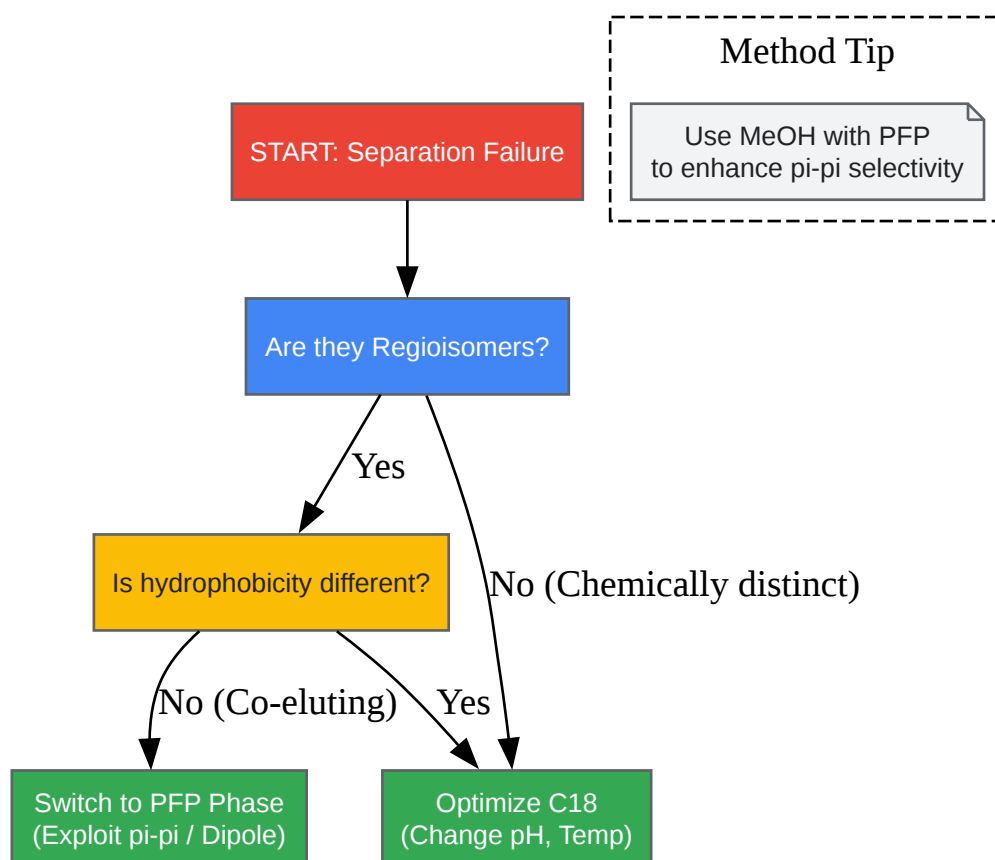 Method Tip
Use MeOH with PFP
to enhance pi-pi selectivity
START: Separation Failure
Are they Regioisomers?
Yes
Is hydrophobicity different?
No (Chemically distinct)
No (Co-eluting)
Yes
Switch to PFP Phase
(Exploit pi-pi / Dipole)
Optimize C18
(Change pH, Temp)